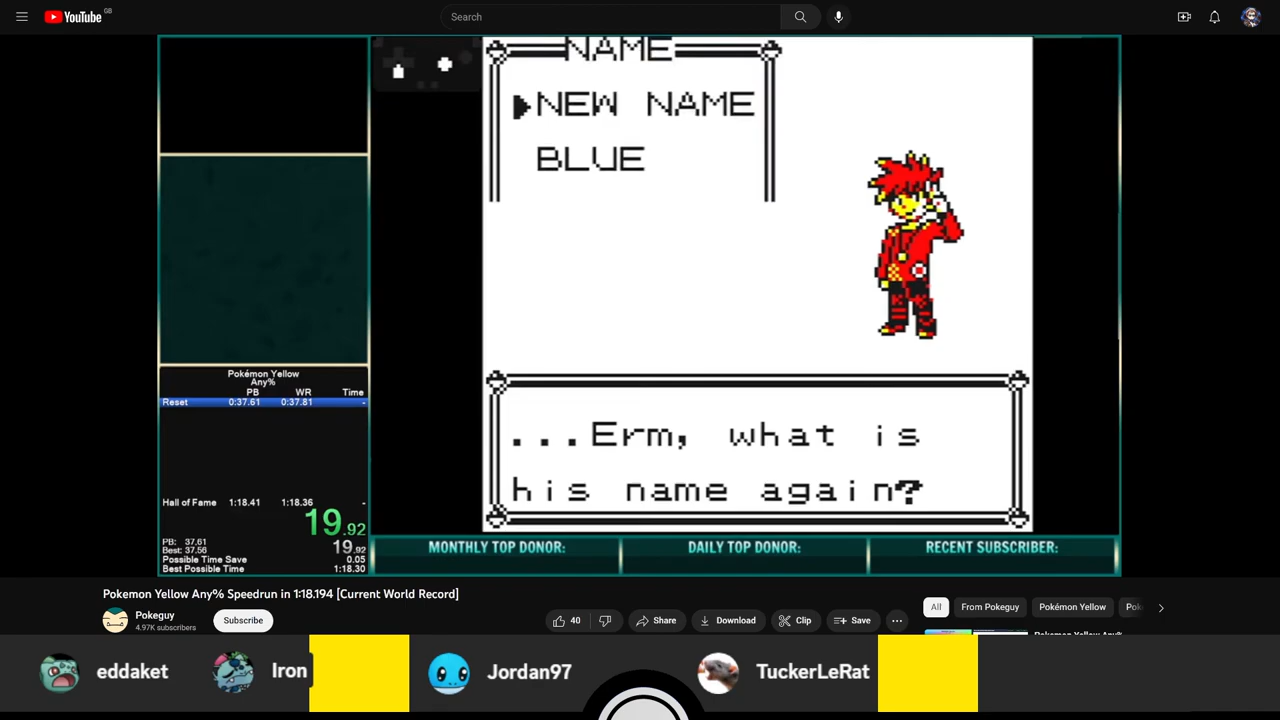 YouTube GB
Search
NAME
NEW NAME
BLUE
...Erm, what is
his name again?
Pokémon Yellow
Any%
PB WR Time
Reset 0:37.61 0:37.81 -
Hall of Fame 1:18.41 1:18.36 -
19.92
PB: 37.61
Best: 37.56
19.92
Possible Time Save 0.05
Best Possible Time 1:18.30
MONTHLY TOP DONOR:
DAILY TOP DONOR:
RECENT SUBSCRIBER:
Pokemon Yellow Any% Speedrun in 1:18.194 [Current World Record]
Pokeguy
4.97K subscribers
Subscribe
40
Share
Download
Clip
Save
All
From Pokeguy
Pokémon Yellow
eddaket
Iron
Jordan97
TuckerLeRat